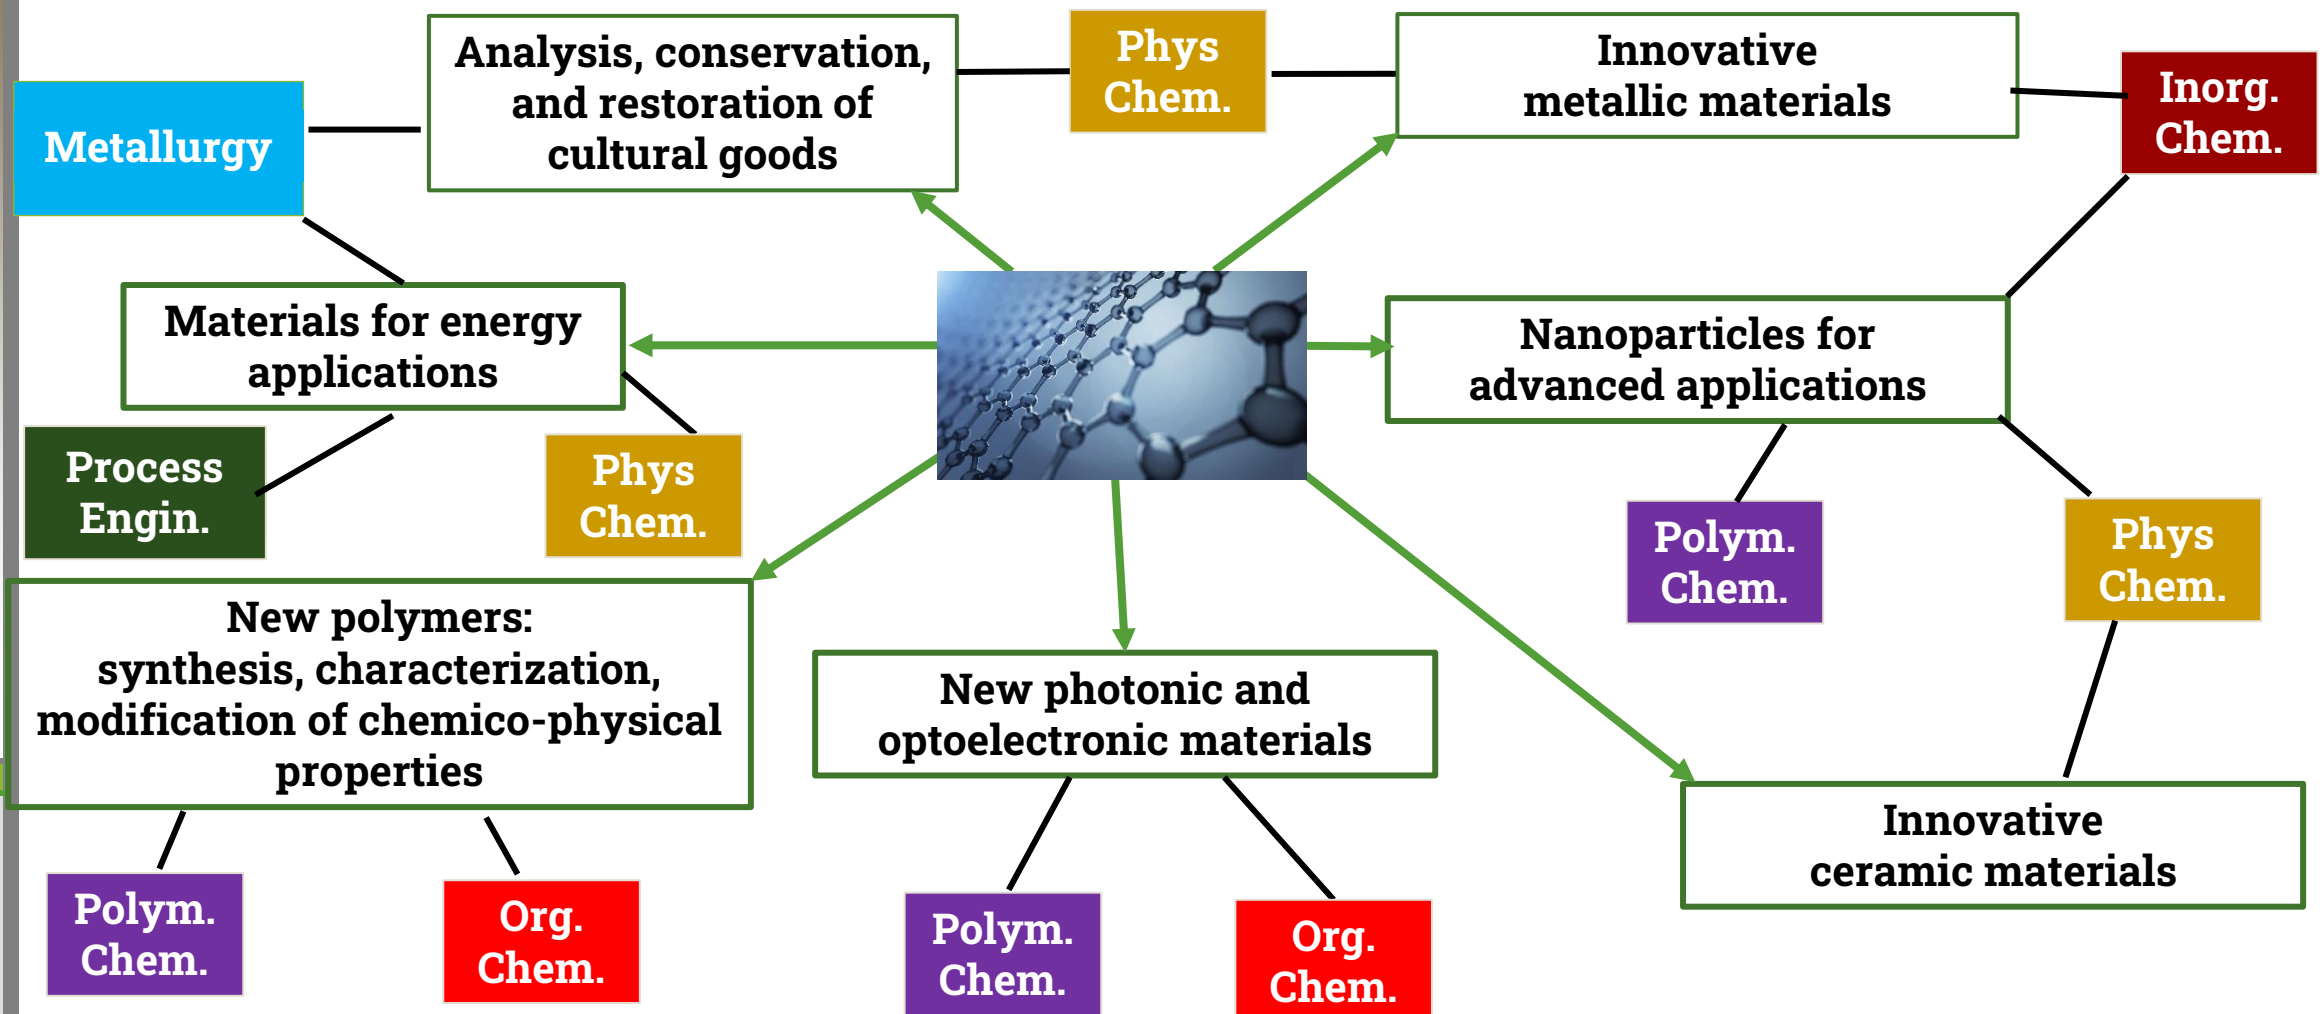 Analysis, conservation,
and restoration of
cultural goods
Phys
Chem.
Innovative
metallic materials
Inorg.
Chem.
Metallurgy
Materials for energy
applications
Nanoparticles for
advanced applications
Process
Engin.
Phys
Chem.
Polym.
Chem.
Phys
Chem.
New polymers:
synthesis, characterization,
modification of chemico-physical
properties
New photonic and
optoelectronic materials
Innovative
ceramic materials
Polym.
Chem.
Org.
Chem.
Polym.
Chem.
Org.
Chem.